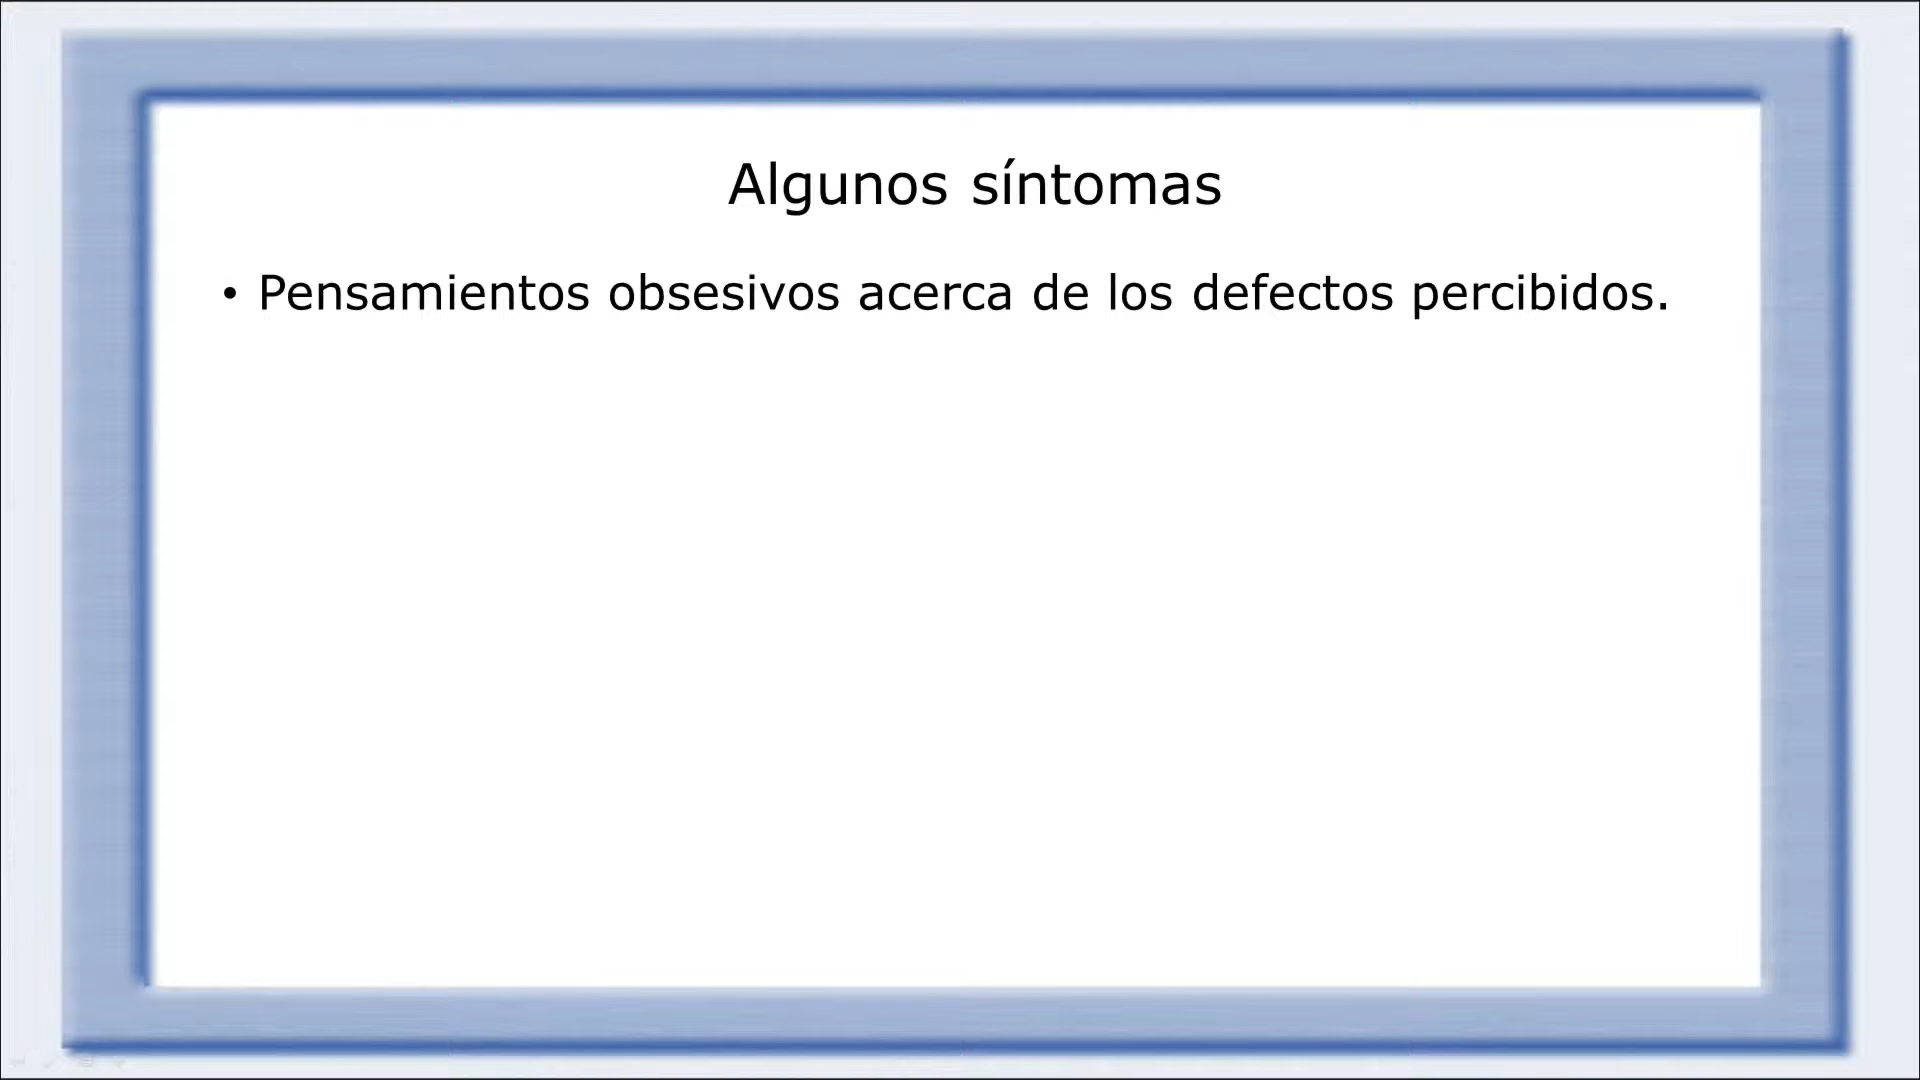 Algunos síntomas
• Pensamientos obsesivos acerca de los defectos percibidos.